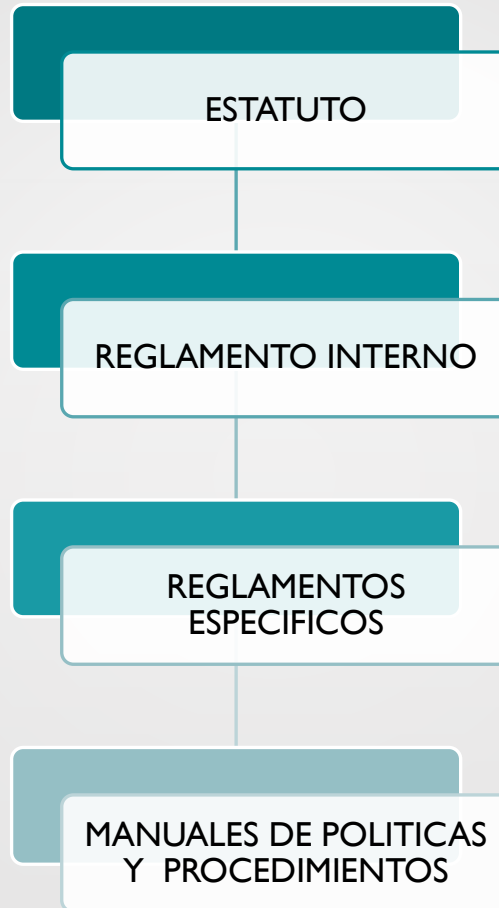 ESTATUTO
REGLAMENTO INTERNO
REGLAMENTOS
ESPECIFICOS
MANUALES DE POLITICAS
Y PROCEDIMIENTOS